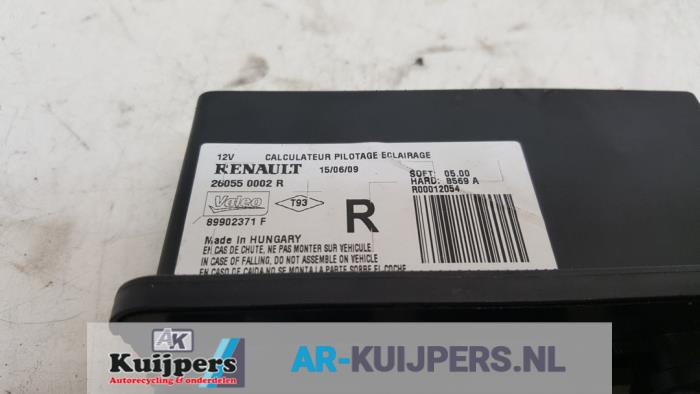 12V CALCULATEUR PILOTAGE ECLAIRAGE
RENAULT 15/06/09
26055 0002 R
SOFT: 05.00
HARD: 8569 A
R00012054
Valeo
T93
R
89902371 F
Made in HUNGARY
EN CAS DE CHUTE, NE PAS MONTER SUR VEHICULE.
IN CASE OF FALLING, DO NOT ASSEMBLE ON VEHICLE
EN CASO DE CAIDA NO SE MONTA LA PARTE SOBRE EL COCHE
AK
Kuijpers
Autorecycling & onderdelen
AR-KUIJPERS.NL